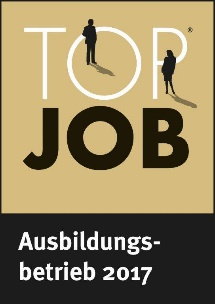 TOP®
JOB
Ausbildungs-
betrieb 2017